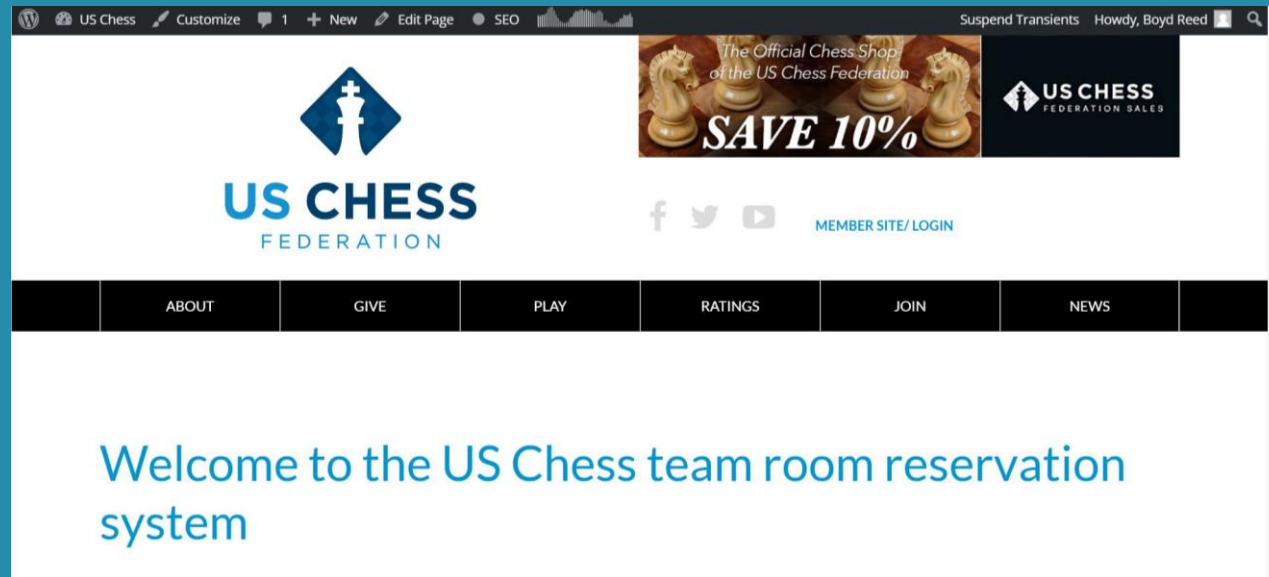 US Chess Customize 1 + New Edit Page SEO Suspend Transients Howdy, Boyd Reed
The Official Chess Shop
of the US Chess Federation
SAVE 10%
US CHESS
FEDERATION SALES
US CHESS
FEDERATION
MEMBER SITE/ LOGIN
ABOUT GIVE PLAY RATINGS JOIN NEWS
Welcome to the US Chess team room reservation
system